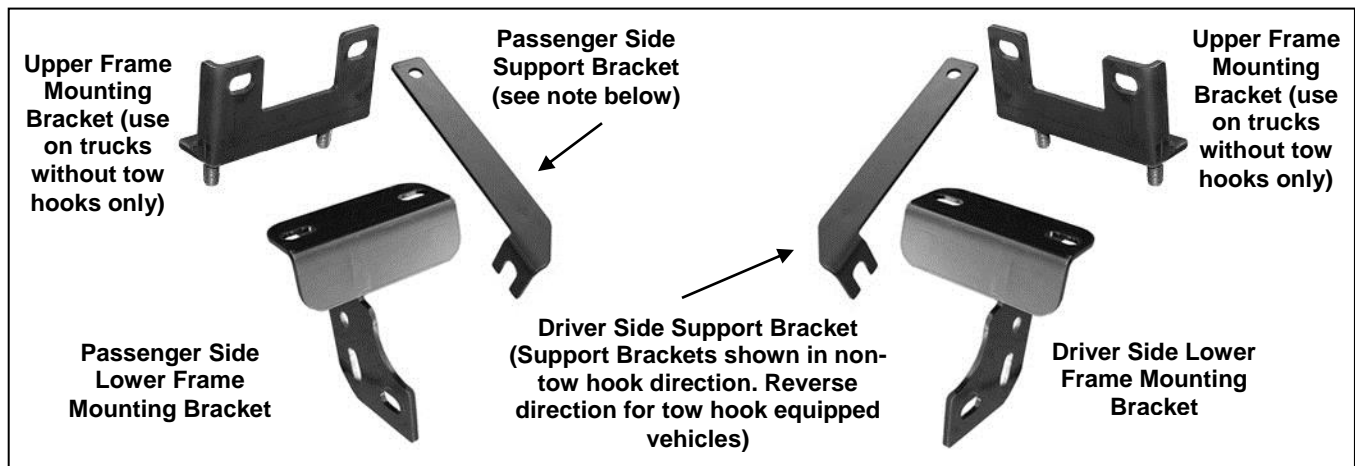 Upper Frame
Mounting
Bracket (use
on trucks
without tow
hooks only)
Passenger Side
Support Bracket
(see note below)
Upper Frame
Mounting
Bracket (use
on trucks
without tow
hooks only)
Passenger Side
Lower Frame
Mounting Bracket
Driver Side Support Bracket
(Support Brackets shown in non-
tow hook direction. Reverse
direction for tow hook equipped
vehicles)
Driver Side Lower
Frame Mounting
Bracket